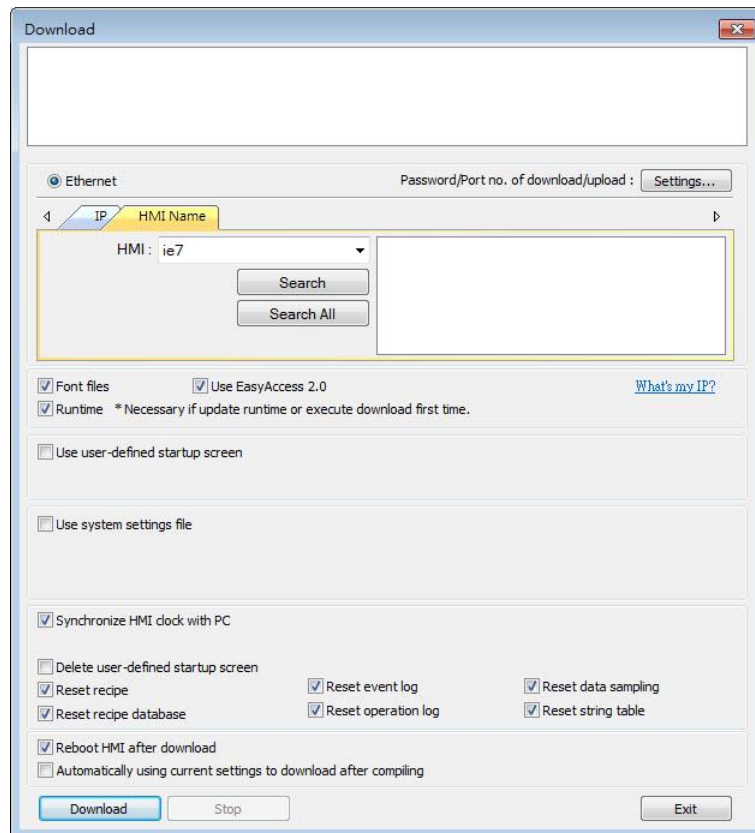 Download
Ethernet Password/Port no. of download/upload : Settings...
IP HMI Name
HMI : ie7
Search
Search All
Font files Use EasyAccess 2.0 What's my IP?
Runtime * Necessary if update runtime or execute download first time.
Use user-defined startup screen
Use system settings file
Synchronize HMI clock with PC
Delete user-defined startup screen
Reset recipe Reset event log Reset data sampling
Reset recipe database Reset operation log Reset string table
Reboot HMI after download
Automatically using current settings to download after compiling
Download Stop Exit